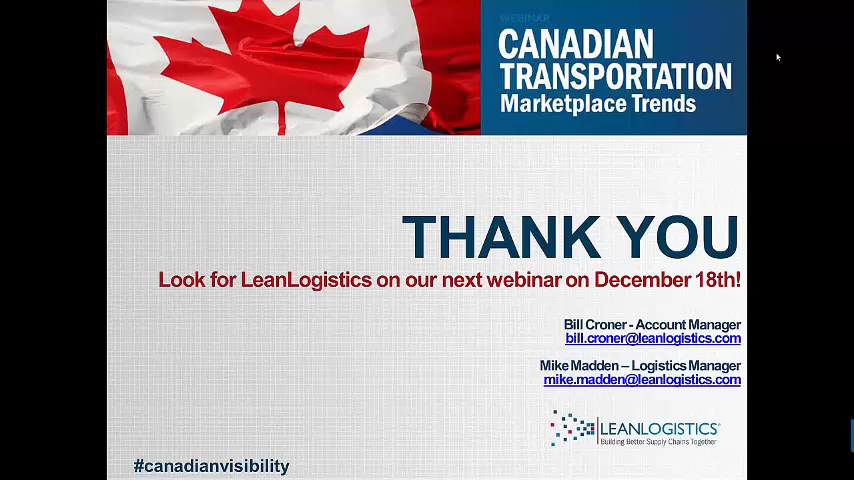 WEBINAR
CANADIAN
TRANSPORTATION
Marketplace Trends
THANK YOU
Look for LeanLogistics on our next webinar on December 18th!
Bill Croner - Account Manager
bill.croner@leanlogistics.com
Mike Madden – Logistics Manager
mike.madden@leanlogistics.com
LEANLOGISTICS®
Building Better Supply Chains Together
#canadianvisibility